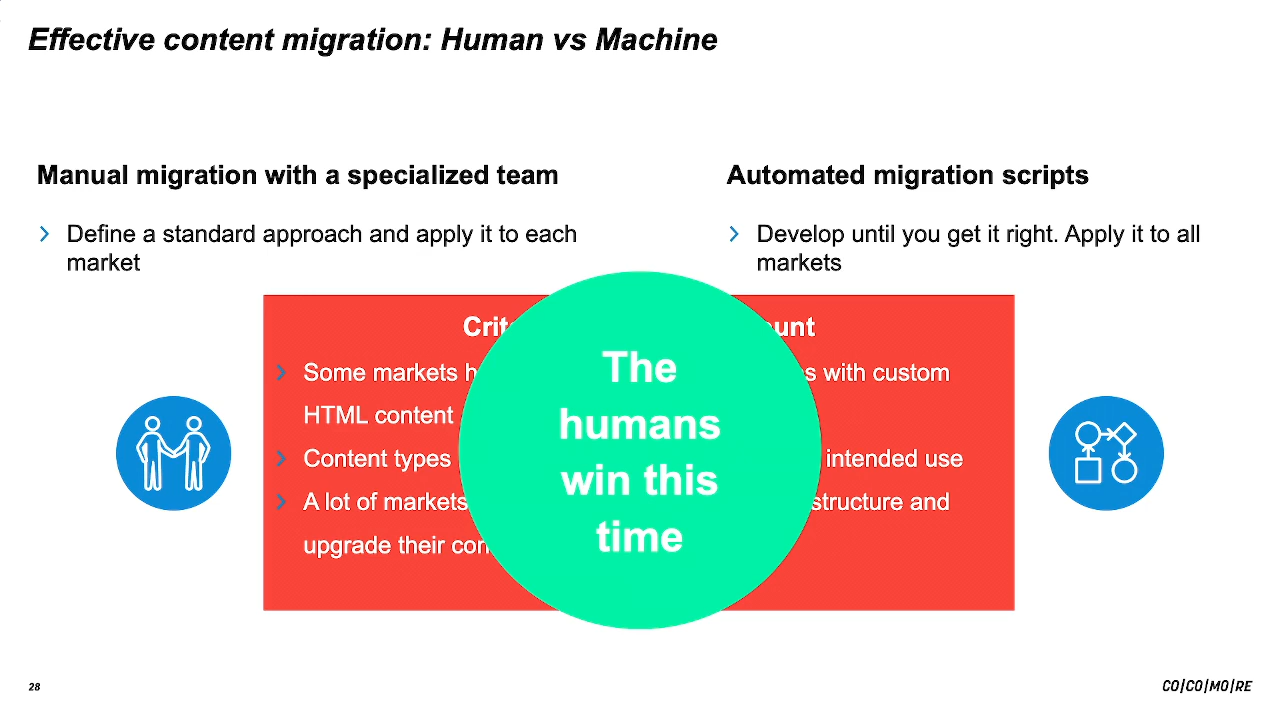 Effective content migration: Human vs Machine
Manual migration with a specialized team
Define a standard approach and apply it to each
market
Automated migration scripts
Develop until you get it right. Apply it to all
markets
Some markets
with custom
HTML content
Content types
intended use
A lot of markets
structure and
upgrade their
The
humans
win this
time
28
CO|CO|MO|RE